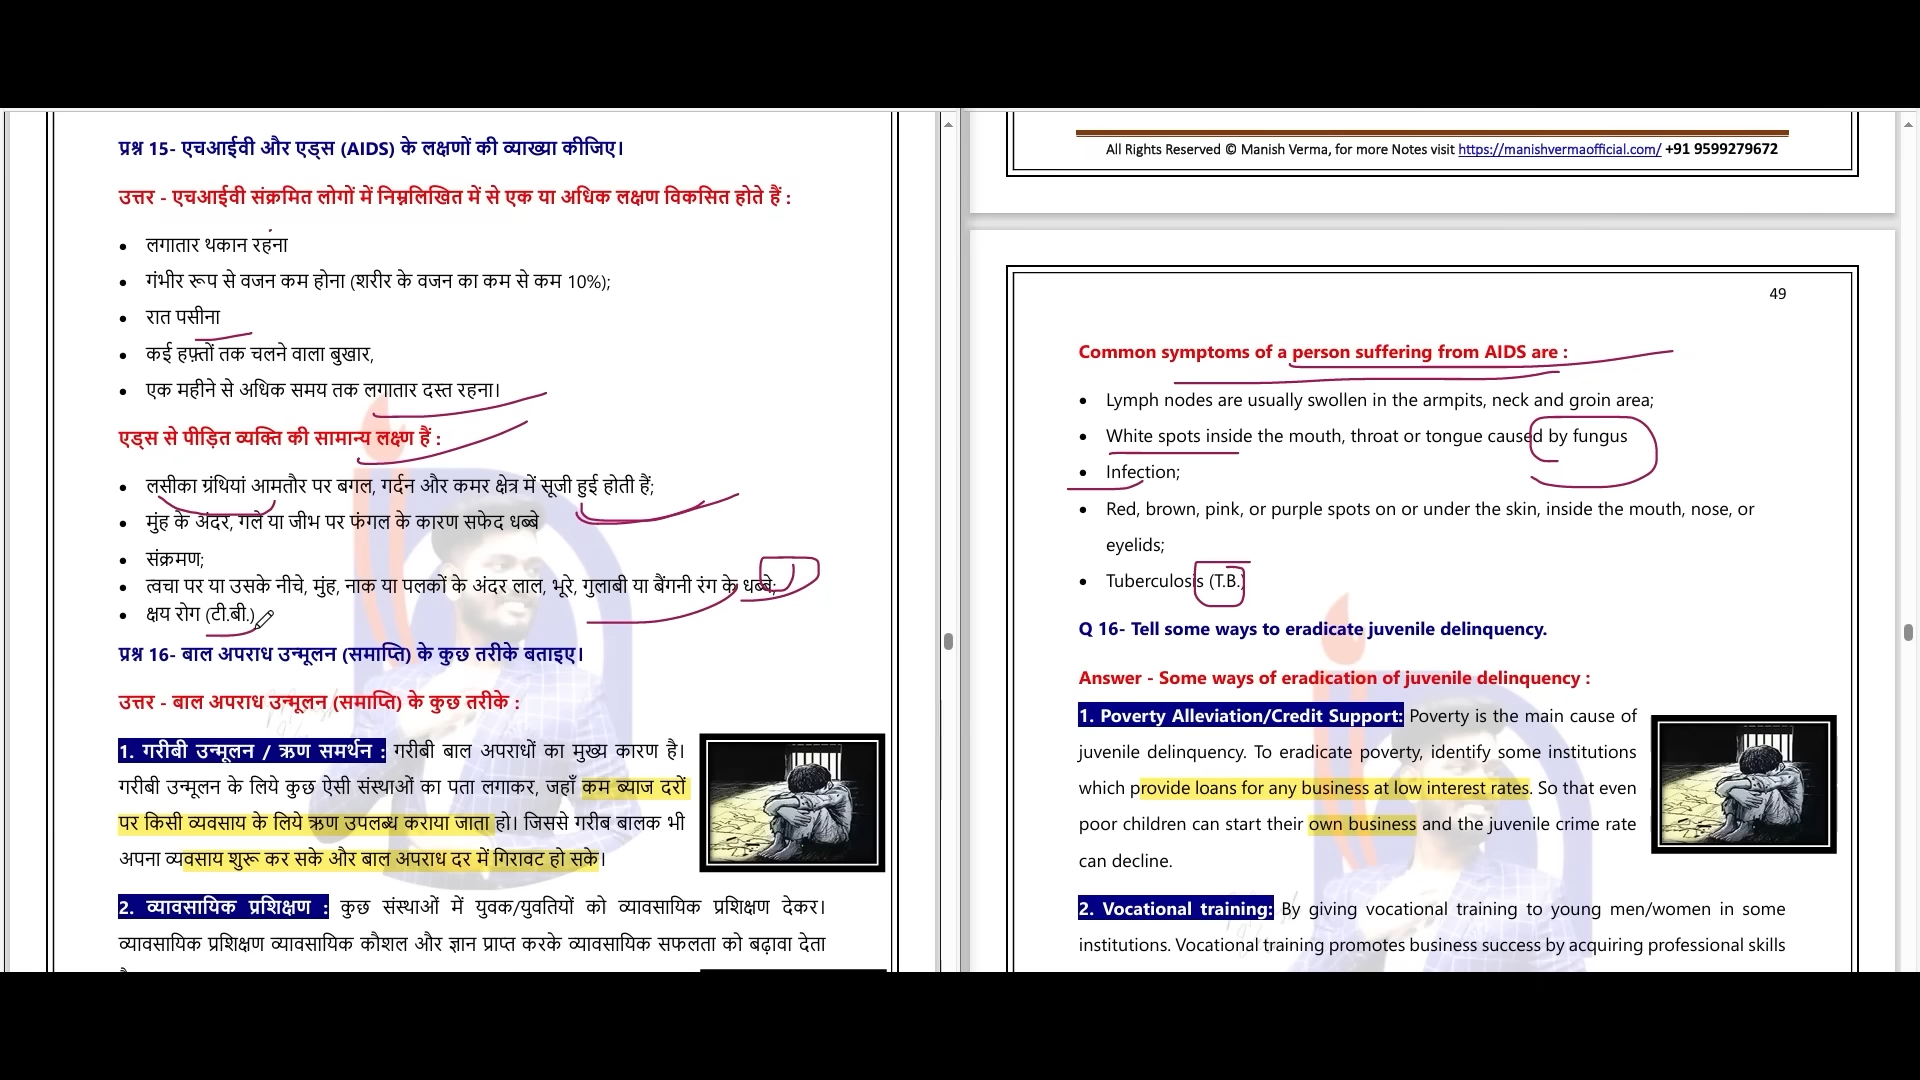 प्रश्न 15- एचआईवी और एड्स (AIDS) के लक्षणों की व्याख्या कीजिए।
उत्तर - एचआईवी संक्रमित लोगों में निम्नलिखित में से एक या अधिक लक्षण विकसित होते हैं :
• लगातार थकान रहना
• गंभीर रूप से वजन कम होना (शरीर के वजन का कम से कम 10%);
• रात पसीना
• कई हफ़्तों तक चलने वाला बुखार,
• एक महीने से अधिक समय तक लगातार दस्त रहना।
एड्स से पीड़ित व्यक्ति की सामान्य लक्षण हैं :
• लसीका ग्रंथियां आमतौर पर बगल, गर्दन और कमर क्षेत्र में सूजी हुई होती हैं;
• मुंह के अंदर, गले या जीभ पर फंगल के कारण सफेद धब्बे
• संक्रमण;
• त्वचा पर या उसके नीचे, मुंह, नाक या पलकों के अंदर लाल, भूरे, गुलाबी या बैंगनी रंग के धब्बे;
• क्षय रोग (टी.बी.)
प्रश्न 16- बाल अपराध उन्मूलन (समाप्ति) के कुछ तरीके बताइए।
उत्तर - बाल अपराध उन्मूलन (समाप्ति) के कुछ तरीके :
1. गरीबी उन्मूलन / ऋण समर्थन : गरीबी बाल अपराधों का मुख्य कारण है।
गरीबी उन्मूलन के लिये कुछ ऐसी संस्थाओं का पता लगाकर, जहाँ कम ब्याज दरों
पर किसी व्यवसाय के लिये ऋण उपलब्ध कराया जाता हो। जिससे गरीब बालक भी
अपना व्यवसाय शुरू कर सके और बाल अपराध दर में गिरावट हो सके।
2. व्यावसायिक प्रशिक्षण : कुछ संस्थाओं में युवक/युवतियों को व्यावसायिक प्रशिक्षण देकर।
व्यावसायिक प्रशिक्षण व्यावसायिक कौशल और ज्ञान प्राप्त करके व्यावसायिक सफलता को बढ़ावा देता
All Rights Reserved © Manish Verma, for more Notes visit https://manishvermaofficial.com/ +91 9599279672
49
Common symptoms of a person suffering from AIDS are :
• Lymph nodes are usually swollen in the armpits, neck and groin area;
• White spots inside the mouth, throat or tongue caused by fungus
• Infection;
• Red, brown, pink, or purple spots on or under the skin, inside the mouth, nose, or
eyelids;
• Tuberculosis (T.B.)
Q 16- Tell some ways to eradicate juvenile delinquency.
Answer - Some ways of eradication of juvenile delinquency :
1. Poverty Alleviation/Credit Support: Poverty is the main cause of
juvenile delinquency. To eradicate poverty, identify some institutions
which provide loans for any business at low interest rates. So that even
poor children can start their own business and the juvenile crime rate
can decline.
2. Vocational training: By giving vocational training to young men/women in some
institutions. Vocational training promotes business success by acquiring professional skills